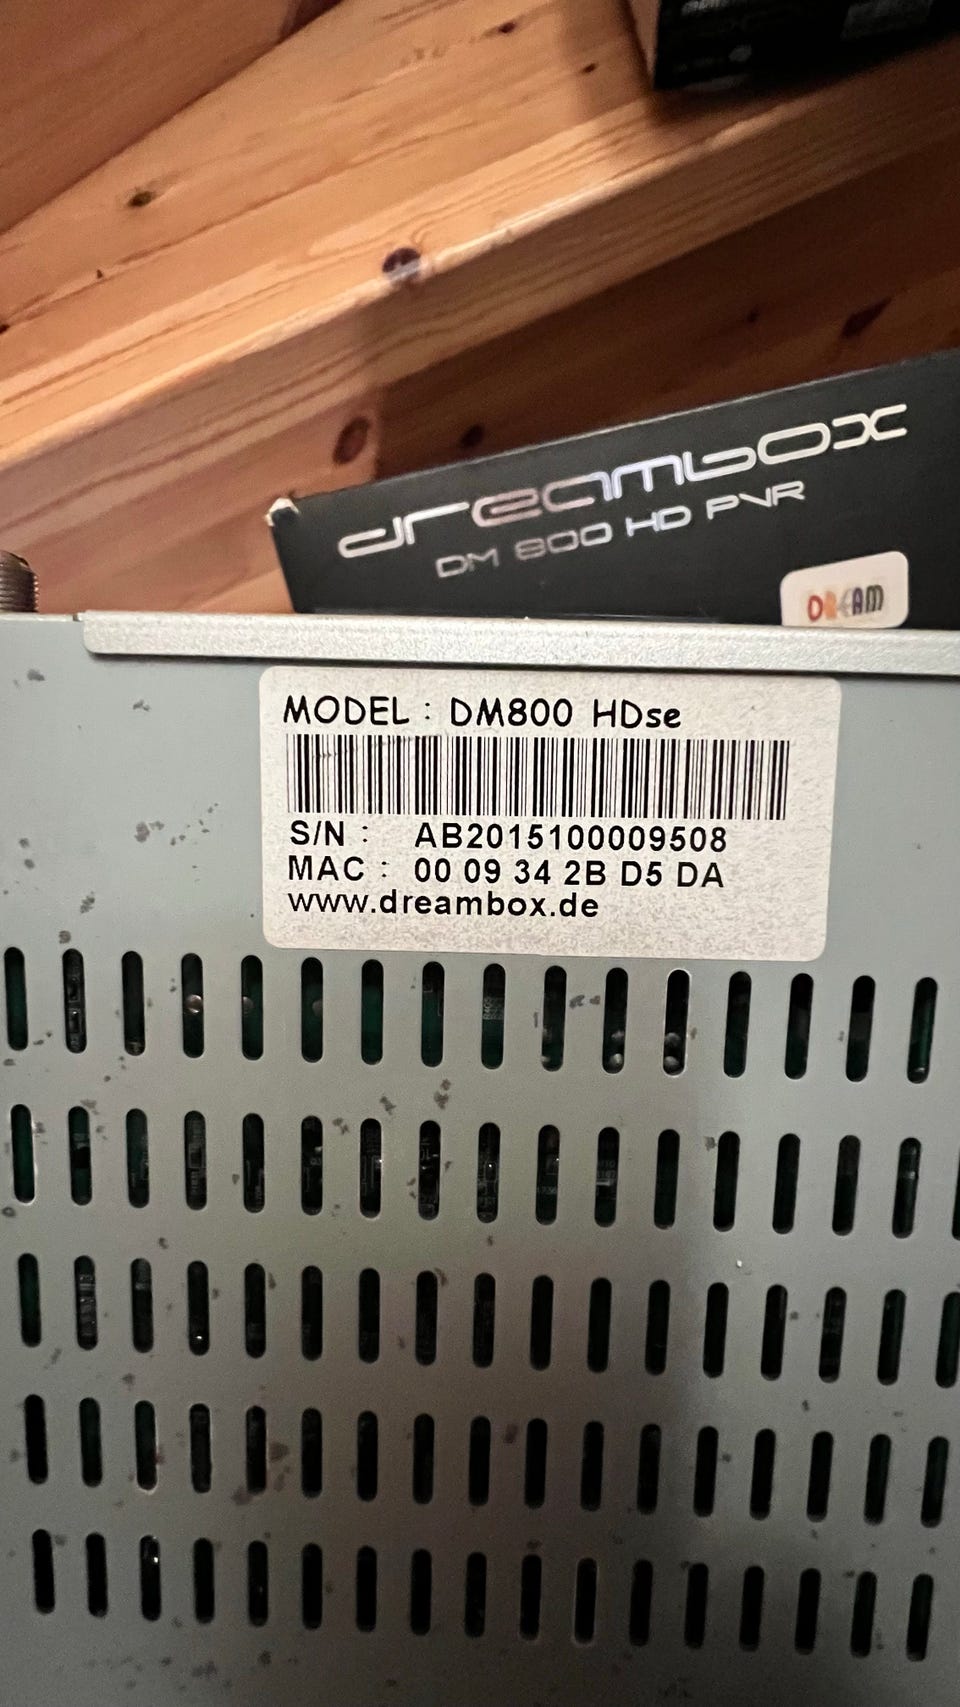 dreambox
DM 800 HD PVR
DREAM
MODEL : DM800 HDse
S/N : AB2015100009508
MAC : 00 09 34 2B D5 DA
www.dreambox.de